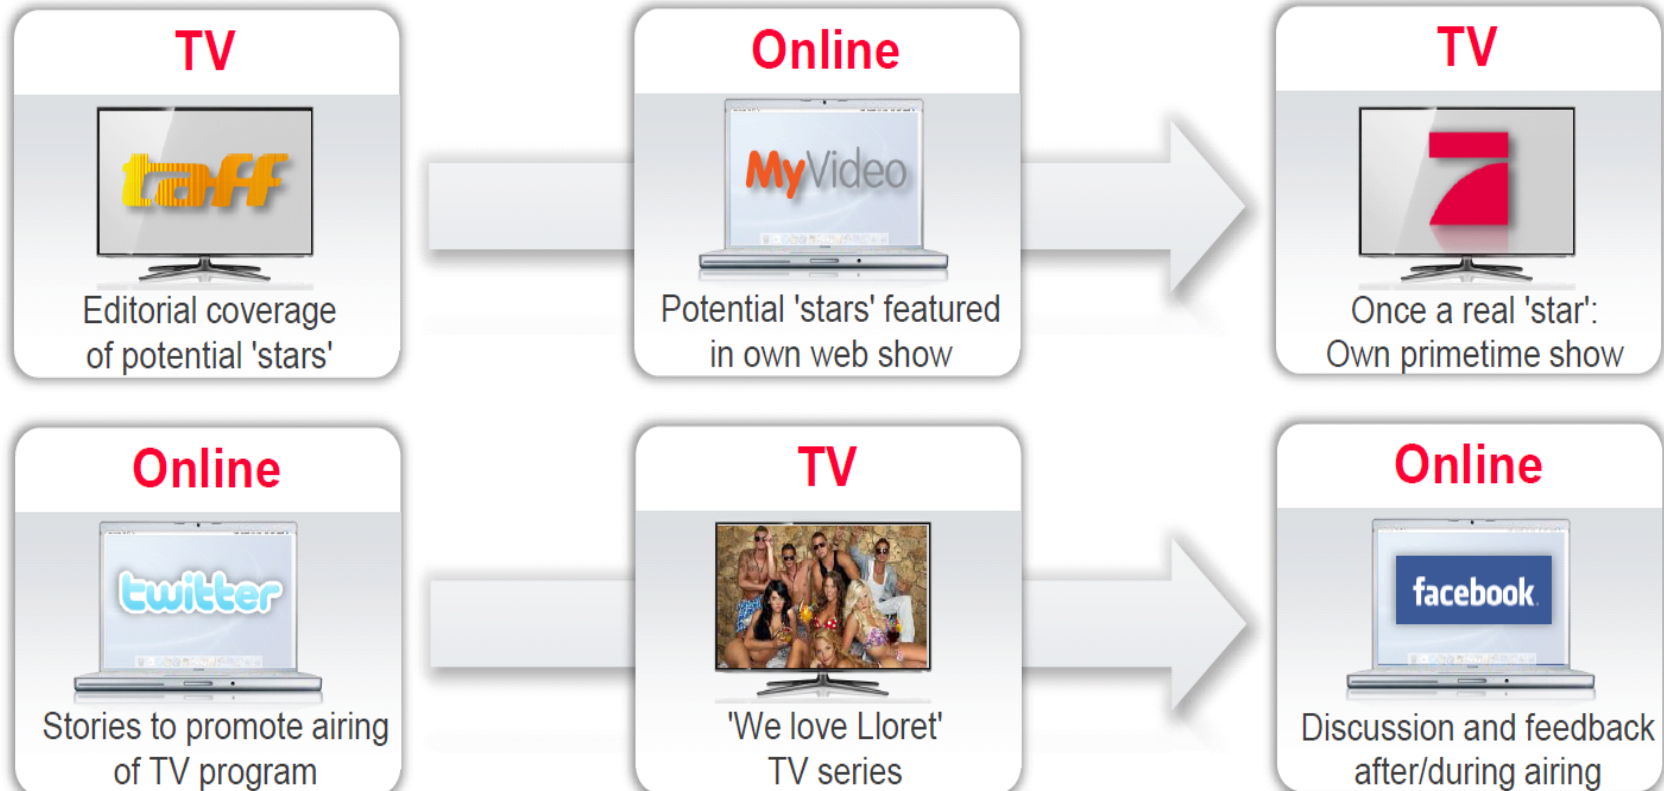 TV
taff
Editorial coverage
of potential 'stars'
Online
MyVideo
Potential 'stars' featured
in own web show
TV
Once a real 'star':
Own primetime show
Online
twitter
Stories to promote airing
of TV program
TV
'We love Lloret'
TV series
Online
facebook
Discussion and feedback
after/during airing